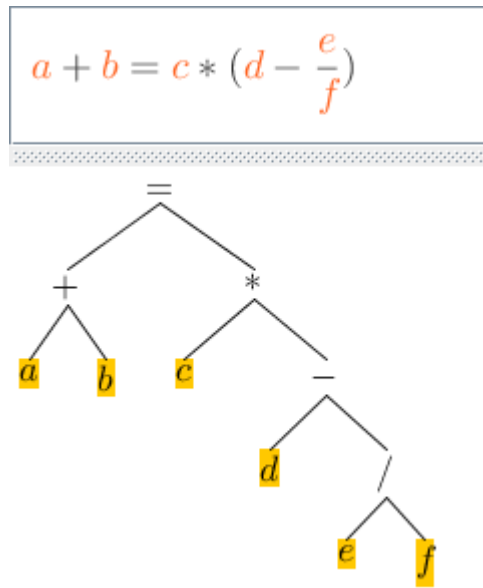 a + b = c * (d − e/f)
=
+ *
a b c −
d /
e f